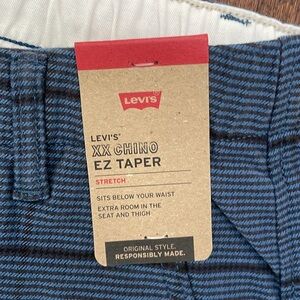 LEVI'S
LEVI'S®
XX CHINO
EZ TAPER
STRETCH
SITS BELOW YOUR WAIST
EXTRA ROOM IN THE
SEAT AND THIGH
ORIGINAL STYLE.
RESPONSIBLY MADE.